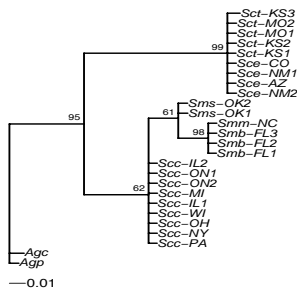 Sct-KS3
Sct-MO2
Sct-MO1
Sct-KS2
Sct-KS1
99
Sce-CO
Sce-NM1
Sce-AZ
Sce-NM2
Sms-OK2
61
Sms-OK1
95
Smm-NC
98
Smb-FL3
Smb-FL2
Smb-FL1
Scc-IL2
Scc-ON1
Scc-ON2
62
Scc-MI
Scc-IL1
Scc-WI
Scc-OH
Scc-NY
Scc-PA
Agc
Agp
0.01